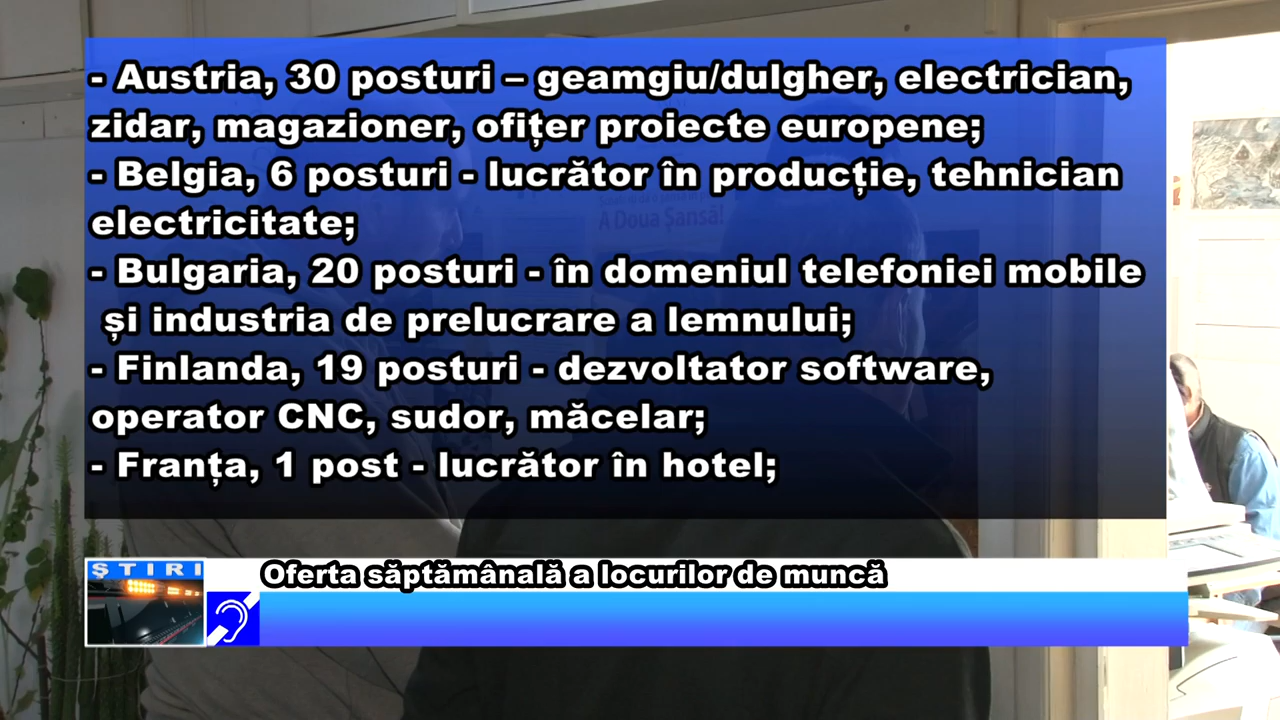 - Austria, 30 posturi – geamgiu/dulgher, electrician,
zidar, magazioner, ofițer proiecte europene;
- Belgia, 6 posturi - lucrător în producție, tehnician
electricitate;
A Doua Șansă!
- Bulgaria, 20 posturi - în domeniul telefoniei mobile
și industria de prelucrare a lemnului;
- Finlanda, 19 posturi - dezvoltator software,
operator CNC, sudor, măcelar;
- Franța, 1 post - lucrător în hotel;
ȘTIRI
Oferta săptămânală a locurilor de muncă